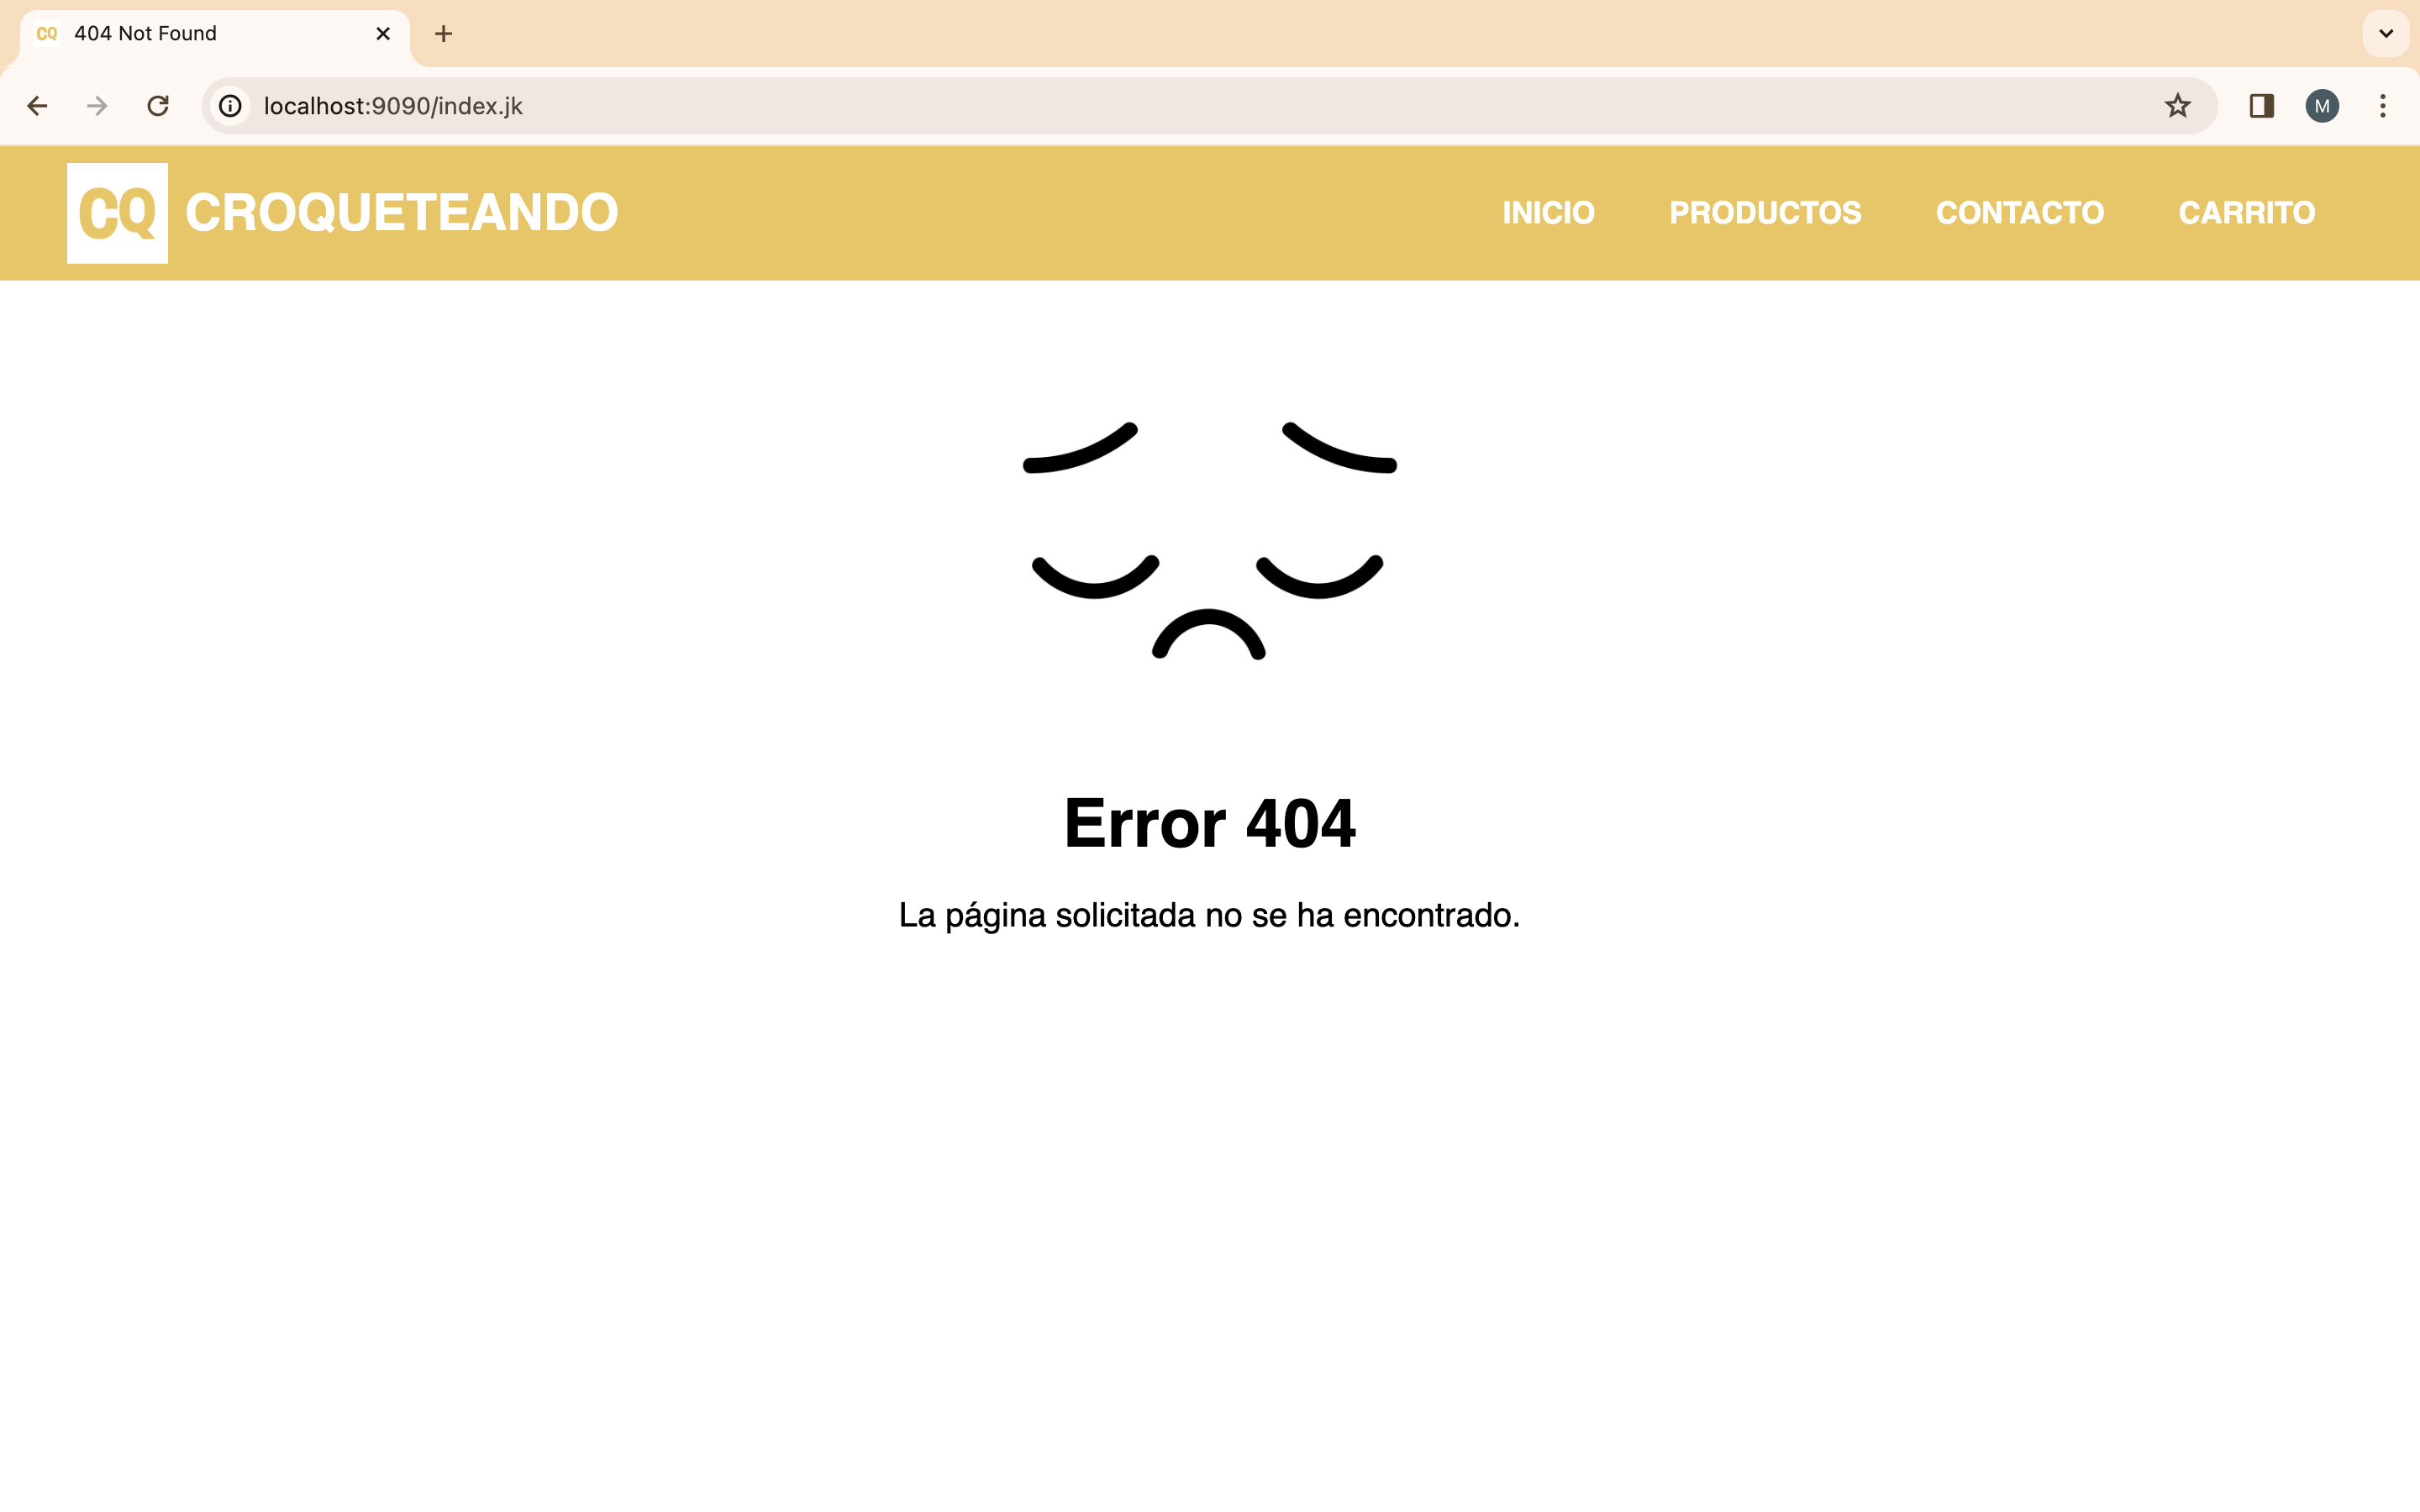 CQ 404 Not Found
localhost:9090/index.jk
M
CQ CROQUETEANDO INICIO PRODUCTOS CONTACTO CARRITO
Error 404
La página solicitada no se ha encontrado.